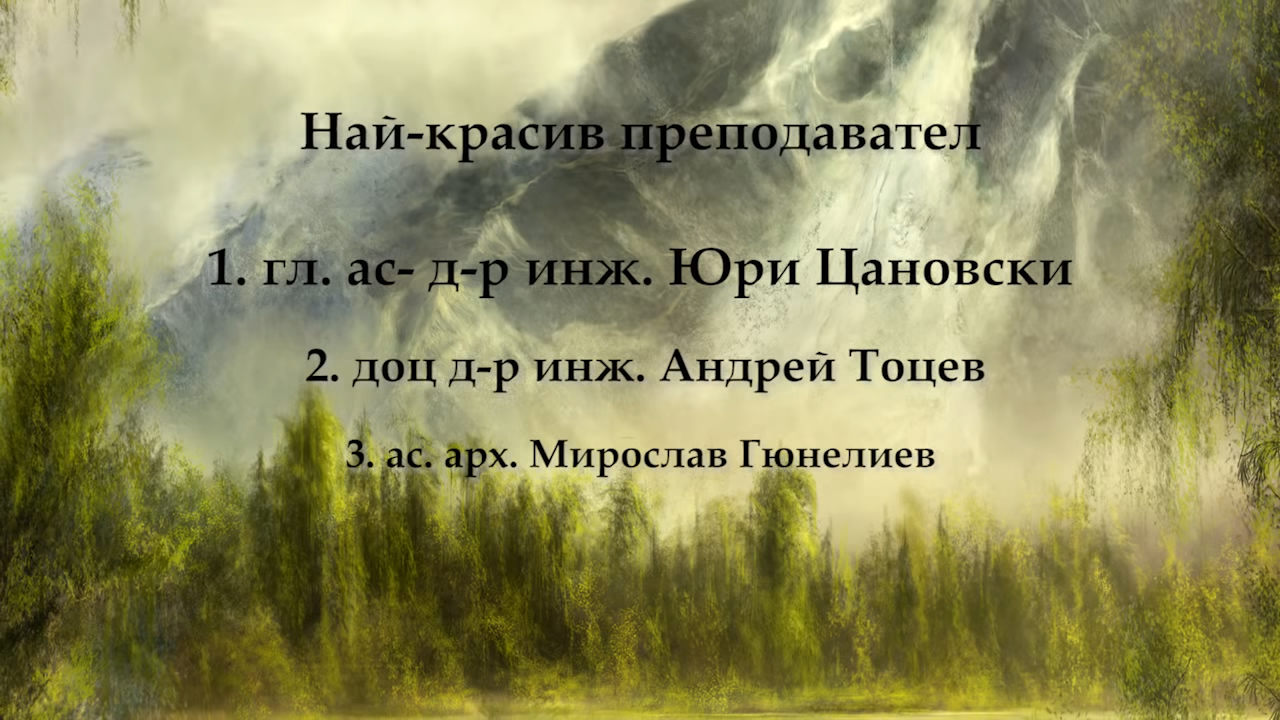 Най-красив преподавател
1. гл. ас- д-р инж. Юри Цановски
2. доц д-р инж. Андрей Тоцев
3. ас. арх. Мирослав Гюнелиев